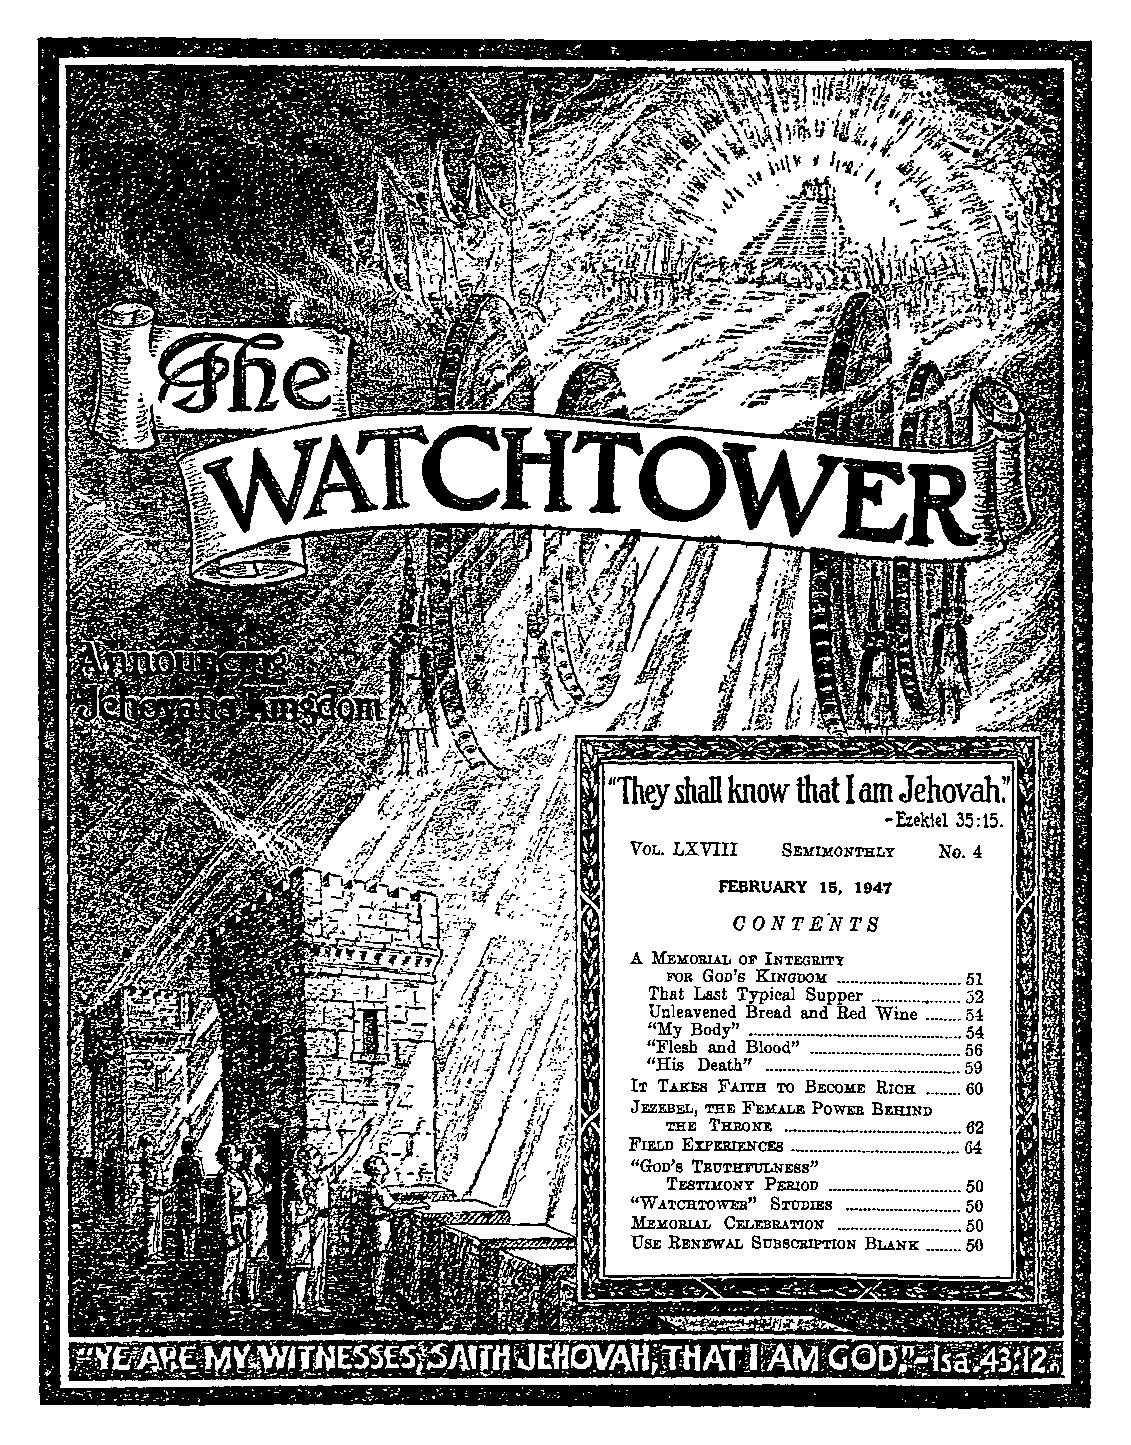 The
WATCHTOWER
Announcing
Jehovah's Kingdom
"They shall know that I am Jehovah."
-Ezekiel 35:15.
VOL. LXVIII SEMIMONTHLY No. 4
FEBRUARY 15, 1947
CONTENTS
A MEMORIAL OF INTEGRITY
FOR GOD'S KINGDOM 51
That Last Typical Supper 52
Unleavened Bread and Red Wine 54
"My Body" 54
"Flesh and Blood" 56
"His Death" 59
IT TAKES FAITH TO BECOME RICH 60
JEZEBEL, THE FEMALE POWER BEHIND
THE THRONE 62
FIELD EXPERIENCES 64
"GOD'S TRUTHFULNESS"
TESTIMONY PERIOD 50
"WATCHTOWER" STUDIES 50
MEMORIAL CELEBRATION 50
USE RENEWAL SUBSCRIPTION BLANK 50
"YE ARE MY WITNESSES, SAITH JEHOVAH, THAT I AM GOD."-Isa. 43:12.